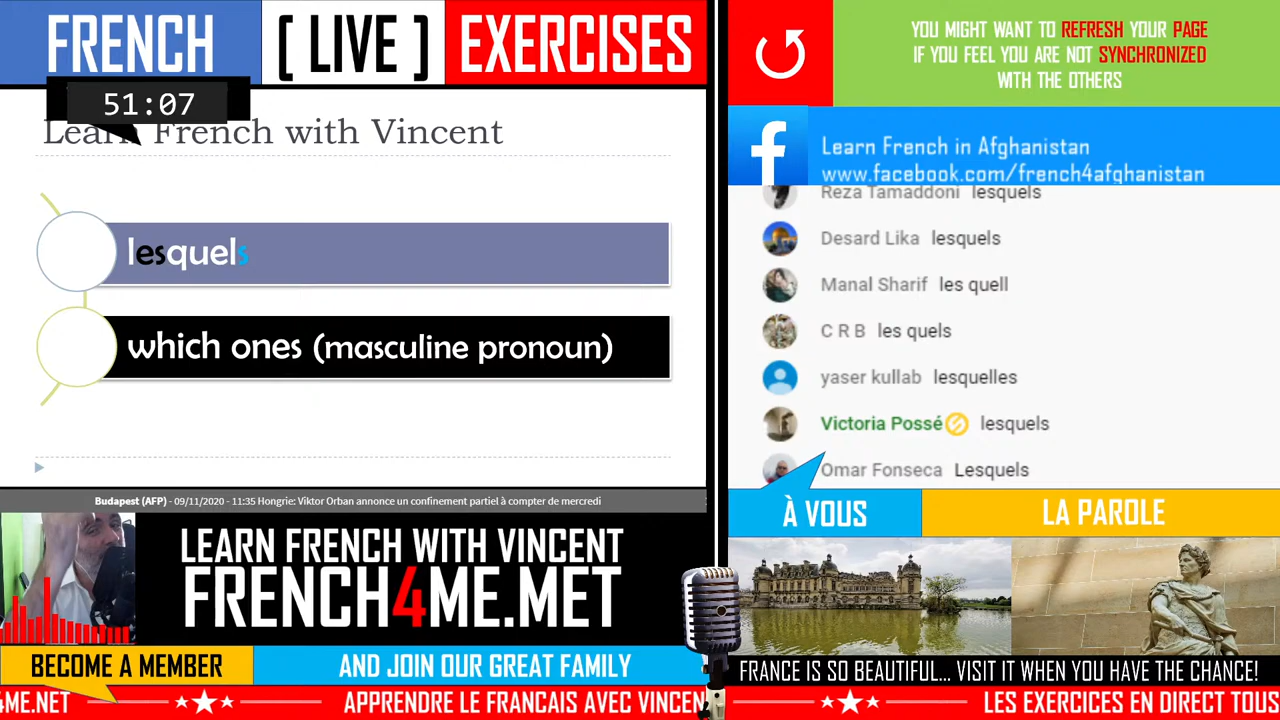 FRENCH [ LIVE ] EXERCISES
51:07
Learn French with Vincent
lesquels
which ones (masculine pronoun)
Budapest (AFP) - 09/11/2020 - 11:35 Hongrie: Viktor Orban annonce un confinement partiel à compter de mercredi
LEARN FRENCH WITH VINCENT
FRENCH4ME.MET
BECOME A MEMBER
AND JOIN OUR GREAT FAMILY
YOU MIGHT WANT TO REFRESH YOUR PAGE
IF YOU FEEL YOU ARE NOT SYNCHRONIZED
WITH THE OTHERS
f
Learn French in Afghanistan
www.facebook.com/french4afghanistan
Reza Tamaddoni lesquels
Desard Lika lesquels
Manal Sharif les quell
C R B les quels
yaser kullab lesquelles
Victoria Possé lesquels
Omar Fonseca Lesquels
À VOUS LA PAROLE
FRANCE IS SO BEAUTIFUL... VISIT IT WHEN YOU HAVE THE CHANCE!
4ME.NET APPRENDRE LE FRANCAIS AVEC VINCEN
LES EXERCICES EN DIRECT TOUS